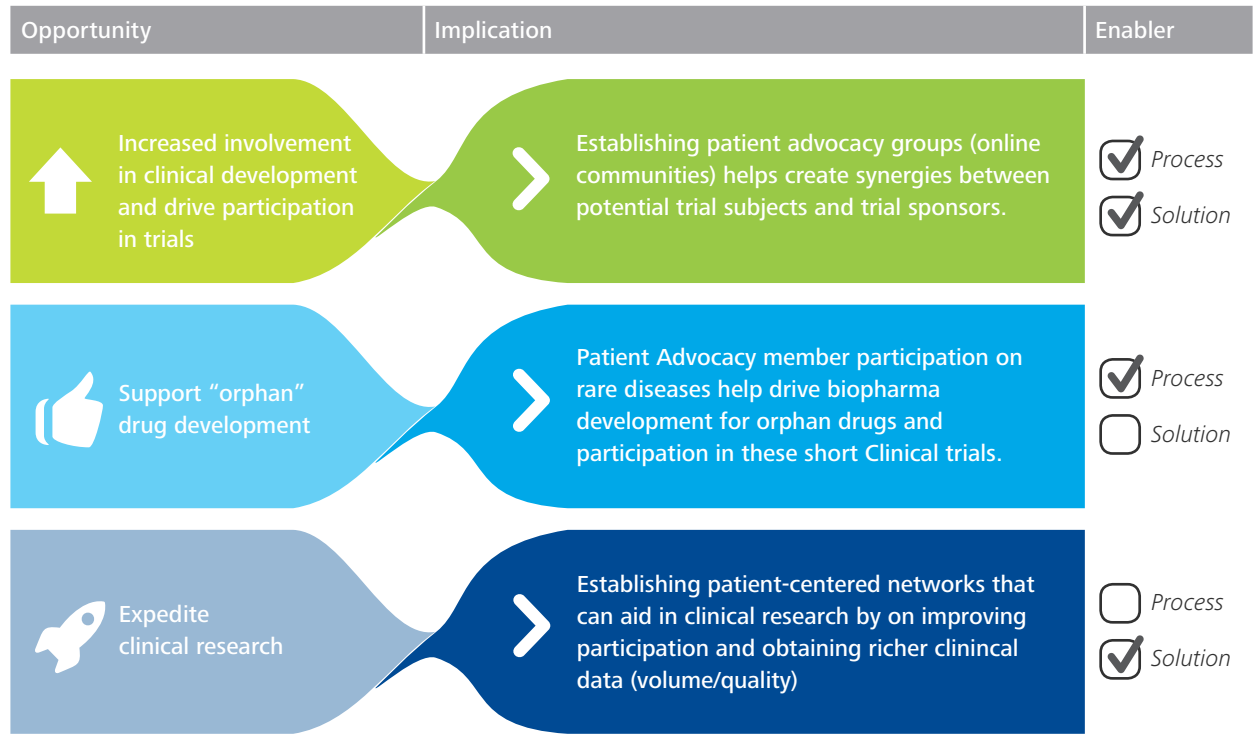 Opportunity
Implication
Enabler
Increased involvement
in clinical development
and drive participation
in trials
Establishing patient advocacy groups (online
communities) helps create synergies between
potential trial subjects and trial sponsors.
Process
Solution
Support “orphan”
drug development
Patient Advocacy member participation on
rare diseases help drive biopharma
development for orphan drugs and
participation in these short Clinical trials.
Process
Solution
Expedite
clinical research
Establishing patient-centered networks that
can aid in clinical research by on improving
participation and obtaining richer clinincal
data (volume/quality)
Process
Solution